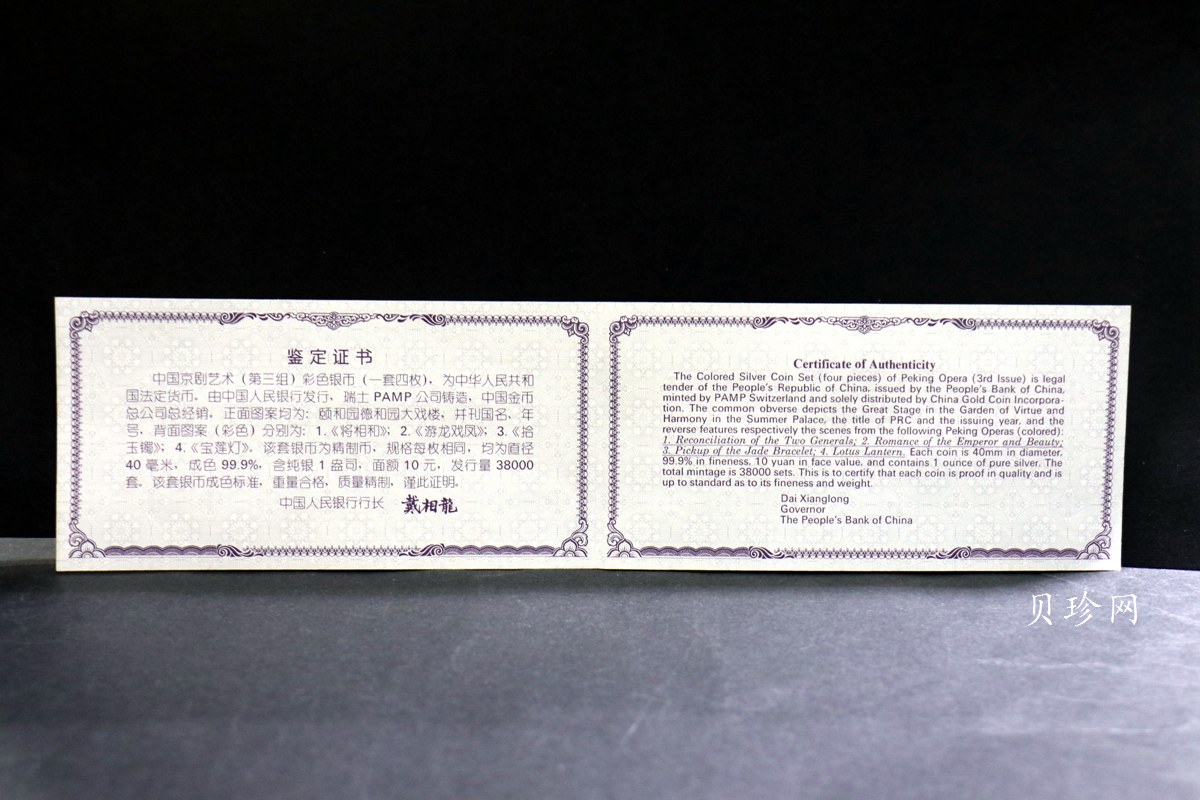 鉴定证书
中国京剧艺术（第三组）彩色银币（一套四枚），为中华人民共和
国法定货币，由中国人民银行发行，瑞士 PAMP 公司铸造，中国金币
总公司总经销，正面图案均为：颐和园德和园大戏楼，并刊国名、年
号，背面图案（彩色）分别为：1.《将相和》；2.《游龙戏凤》；3.《拾
玉镯》；4.《宝莲灯》。该套银币为精制币，规格每枚相同，均为直径
40 毫米，成色 99.9%，含纯银 1 盎司，面额 10 元，发行量 38000
套。该套银币成色标准，重量合格，质量精制，谨此证明。
中国人民银行行长 戴相龍
Certificate of Authenticity
The Colored Silver Coin Set (four pieces) of Peking Opera (3rd Issue) is legal
tender of the People's Republic of China, issued by the People's Bank of China,
minted by PAMP Switzerland and solely distributed by China Gold Coin Incorpora-
tion. The common obverse depicts the Great Stage in the Garden of Virtue and
Harmony in the Summer Palace, the title of PRC and the issuing year, and the
reverse features respectively the scenes from the following Peking Operas (colored):
1. Reconciliation of the Two Generals; 2. Romance of the Emperor and Beauty;
3. Pickup of the Jade Bracelet; 4. Lotus Lantern. Each coin is 40mm in diameter,
99.9% in fineness, 10 yuan in face value, and contains 1 ounce of pure silver. The
total mintage is 38000 sets. This is to certify that each coin is proof in quality and is
up to standard as to its fineness and weight.
Dai Xianglong
Governor
The People's Bank of China
贝珍网